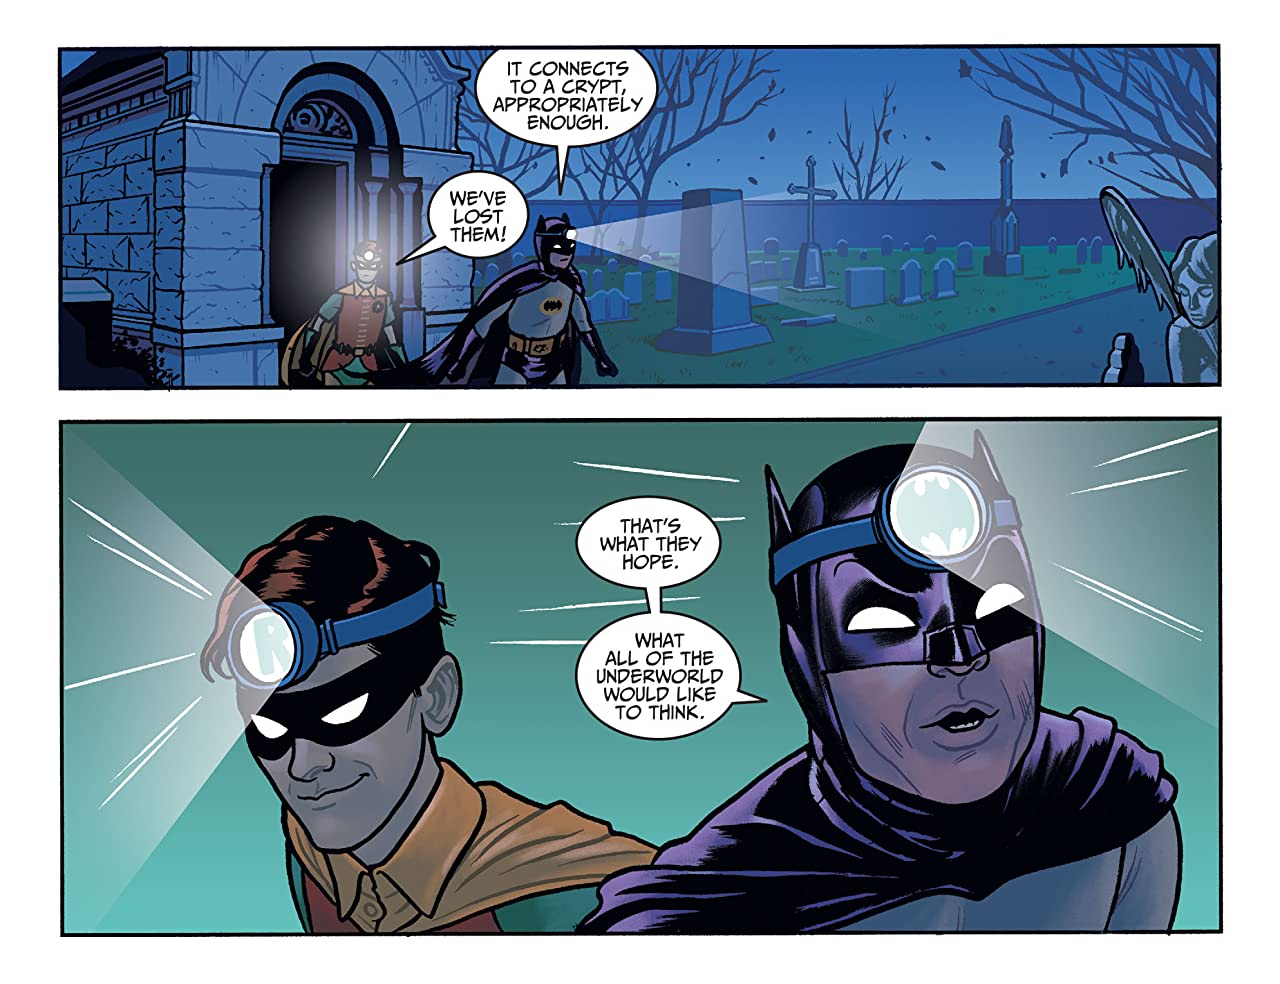 IT CONNECTS
TO A CRYPT,
APPROPRIATELY
ENOUGH.
WE'VE
LOST
THEM!
THAT'S
WHAT THEY
HOPE.
WHAT
ALL OF THE
UNDERWORLD
WOULD LIKE
TO THINK.
R